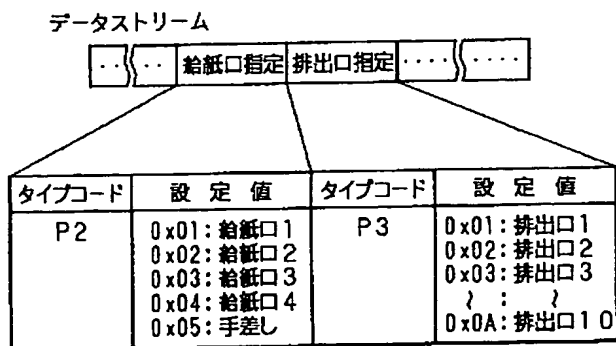 データストリーム
‥ ‥ 給紙口指定 排出口指定 ‥‥ ‥‥‥
タイプコード 設定値 タイプコード 設定値
P2 0x01:給紙口1 P3 0x01:排出口1
0x02:給紙口2 0x02:排出口2
0x03:給紙口3 0x03:排出口3
0x04:給紙口4 ≀ : ≀
0x05:手差し 0x0A:排出口10